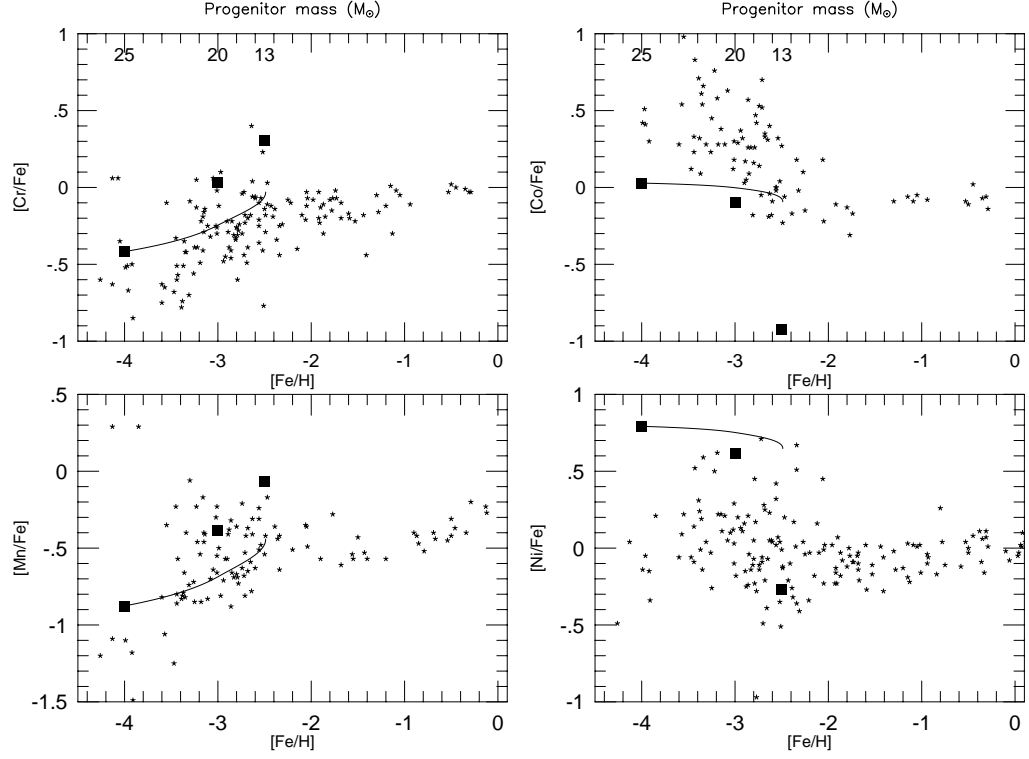 Progenitor mass (M⊙) Progenitor mass (M⊙)
1 25 20 13 1 25 20 13
.5 .5
0 0
-.5 -.5
-1 -1
[Cr/Fe] [Co/Fe]
-4 -3 -2 -1 0 -4 -3 -2 -1 0
[Fe/H] [Fe/H]
.5 1
0 .5
-.5 0
-1 -.5
-1.5 -1
[Mn/Fe] [Ni/Fe]
-4 -3 -2 -1 0 -4 -3 -2 -1 0
[Fe/H] [Fe/H]